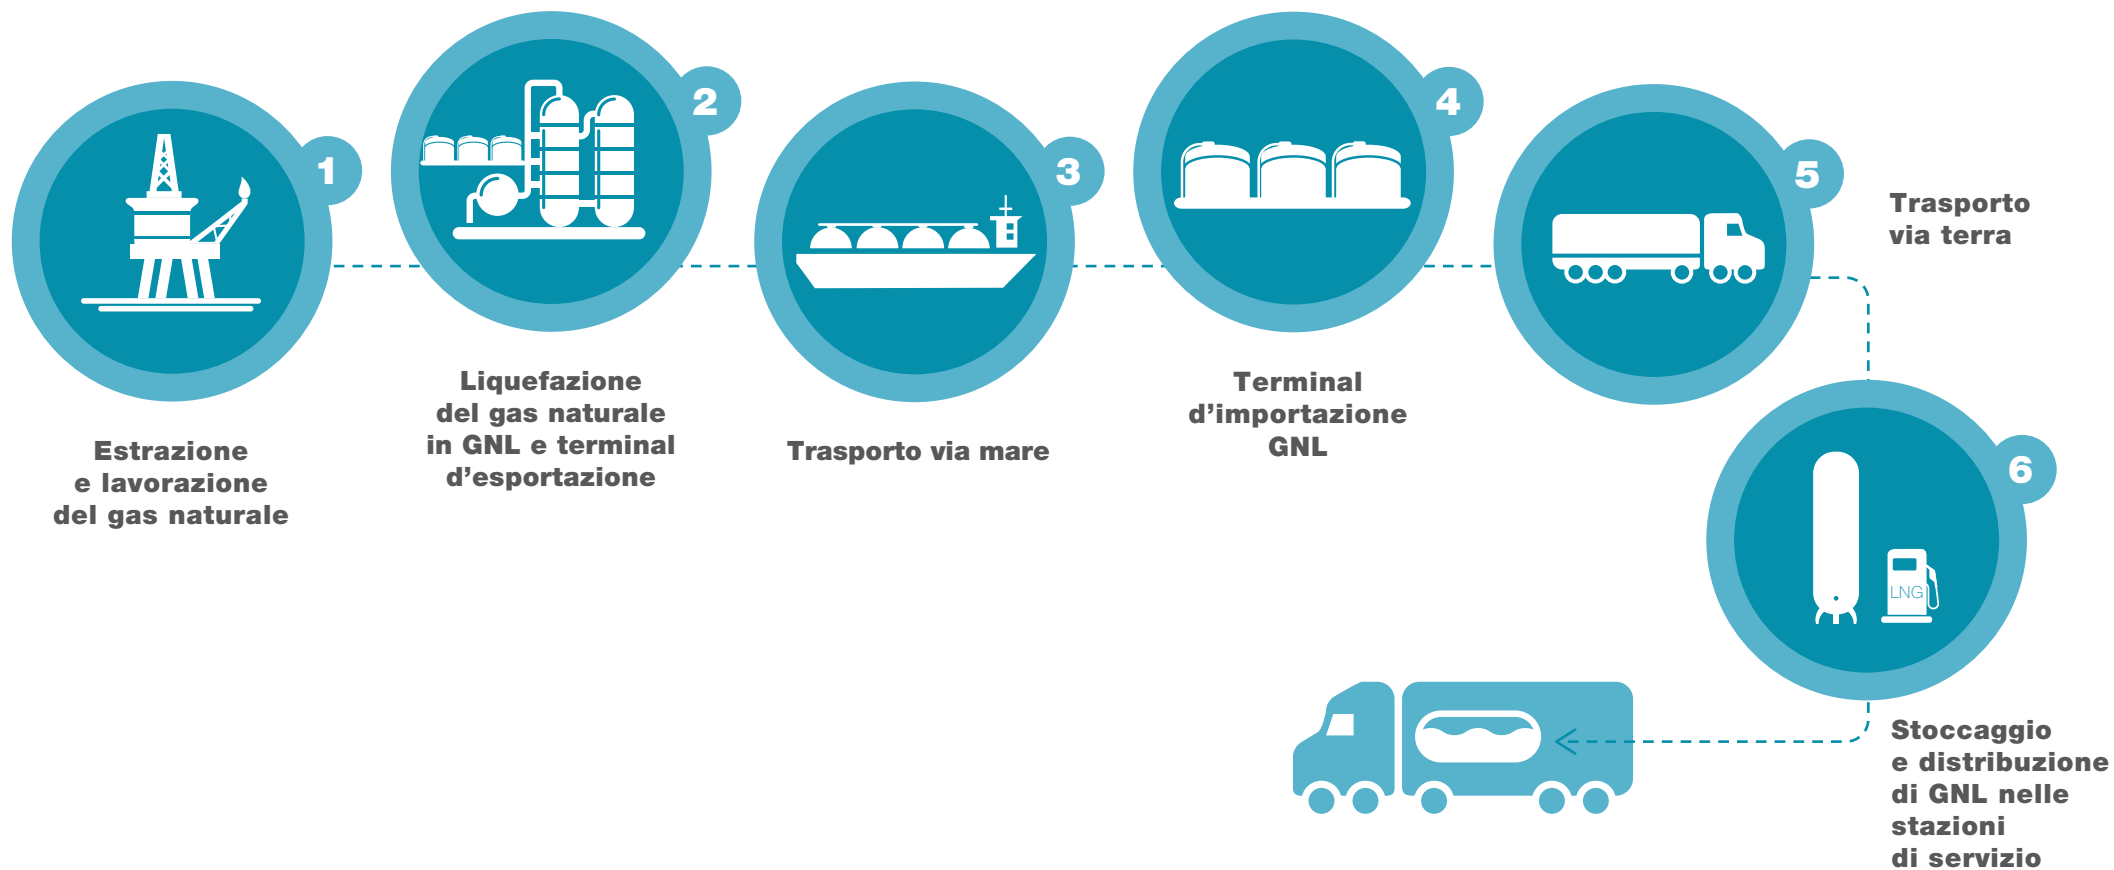 1
Estrazione
e lavorazione
del gas naturale
2
Liquefazione
del gas naturale
in GNL e terminal
d’esportazione
3
Trasporto via mare
4
Terminal
d’importazione
GNL
5
Trasporto
via terra
6
LNG
Stoccaggio
e distribuzione
di GNL nelle
stazioni
di servizio